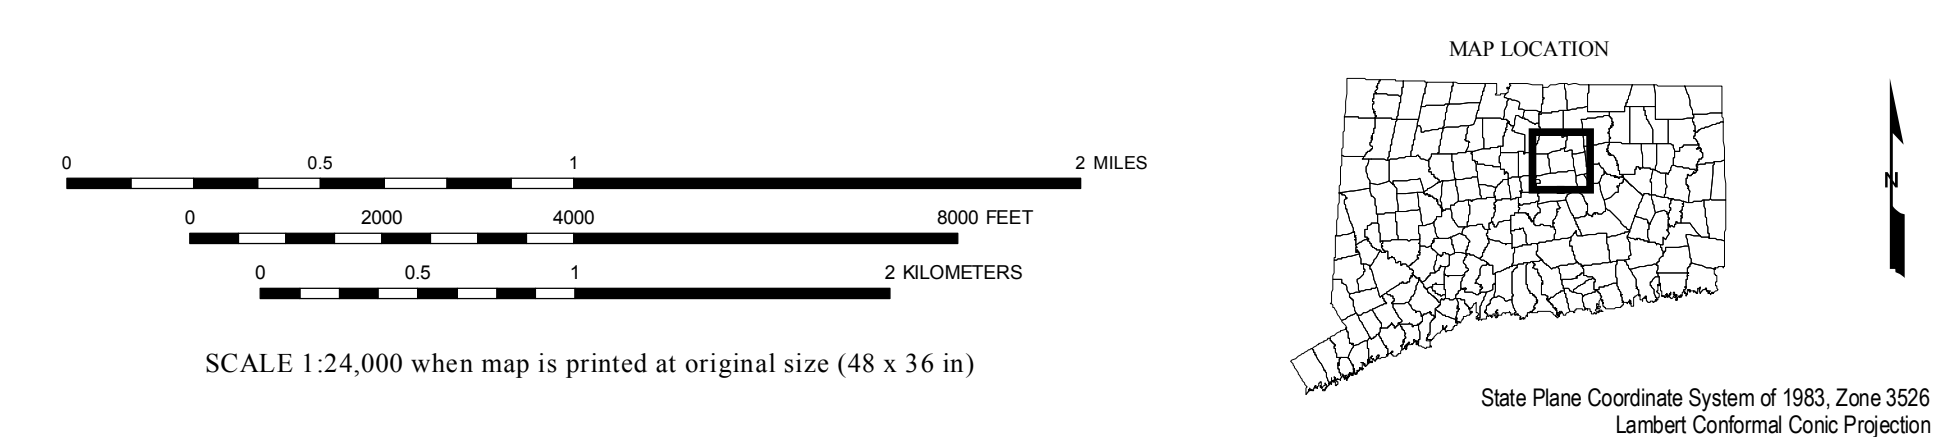 MAP LOCATION
0 0.5 1 2 MILES
0 2000 4000 8000 FEET
0 0.5 1 2 KILOMETERS
N
SCALE 1:24,000 when map is printed at original size (48 x 36 in)
State Plane Coordinate System of 1983, Zone 3526
Lambert Conformal Conic Projection